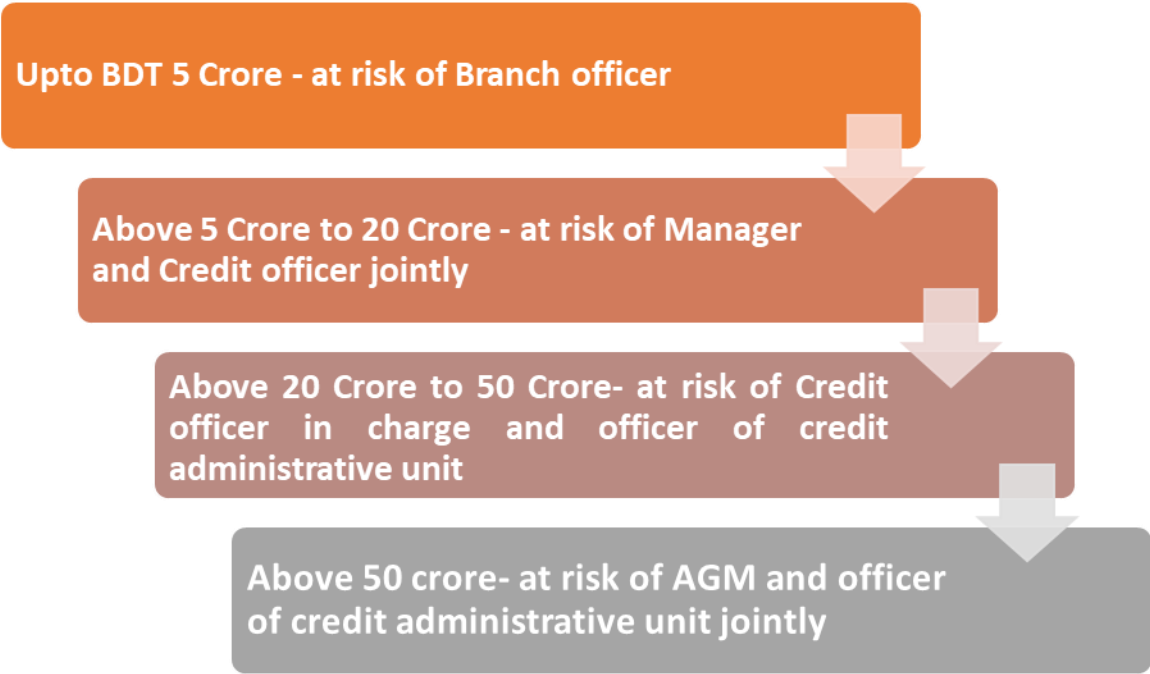 Upto BDT 5 Crore - at risk of Branch officer
Above 5 Crore to 20 Crore - at risk of Manager
and Credit officer jointly
Above 20 Crore to 50 Crore- at risk of Credit
officer in charge and officer of credit
administrative unit
Above 50 crore- at risk of AGM and officer
of credit administrative unit jointly